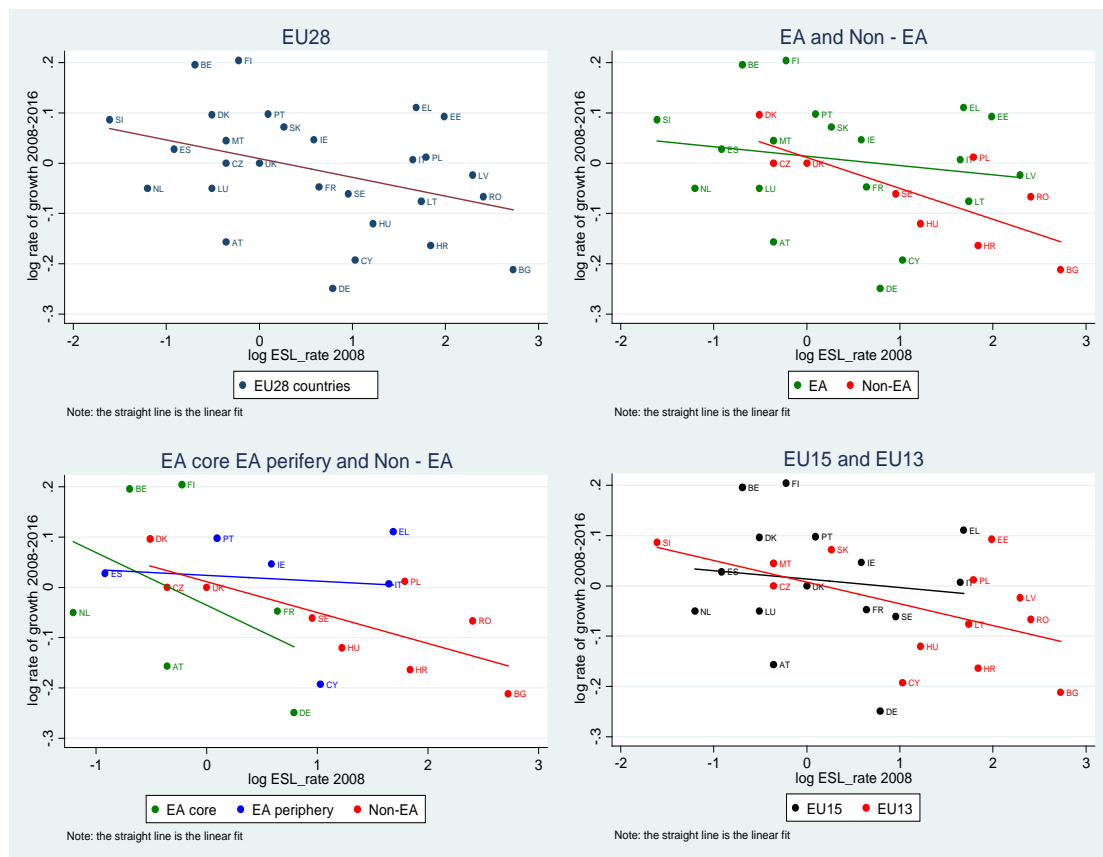 EU28
log rate of growth 2008-2016
.2
.1
0
-.1
-.2
-.3
BE
FI
SI
DK
PT
EL
EE
SK
MT
IE
ES
CZ
UK
IT
PL
NL
LU
FR
SE
LV
RO
LT
HU
AT
HR
CY
BG
DE
-2
-1
0
1
2
3
log ESL_rate 2008
EU28 countries
Note: the straight line is the linear fit
EA and Non - EA
log rate of growth 2008-2016
.2
.1
0
-.1
-.2
-.3
BE
FI
SI
DK
PT
EL
EE
SK
MT
IE
ES
CZ
UK
IT
PL
NL
LU
FR
SE
LV
RO
LT
HU
AT
HR
CY
BG
DE
-2
-1
0
1
2
3
log ESL_rate 2008
EA
Non-EA
Note: the straight line is the linear fit
EA core EA perifery and Non - EA
log rate of growth 2008-2016
.2
.1
0
-.1
-.2
-.3
BE
FI
DK
PT
EL
IE
ES
CZ
UK
IT
PL
NL
FR
SE
RO
HU
AT
HR
CY
BG
DE
-1
0
1
2
3
log ESL_rate 2008
EA core
EA periphery
Non-EA
Note: the straight line is the linear fit
EU15 and EU13
log rate of growth 2008-2016
.2
.1
0
-.1
-.2
-.3
BE
FI
SI
DK
PT
EL
EE
SK
MT
IE
ES
CZ
UK
IT
PL
NL
LU
FR
SE
LV
RO
LT
HU
AT
HR
CY
BG
DE
-2
-1
0
1
2
3
log ESL_rate 2008
EU15
EU13
Note: the straight line is the linear fit